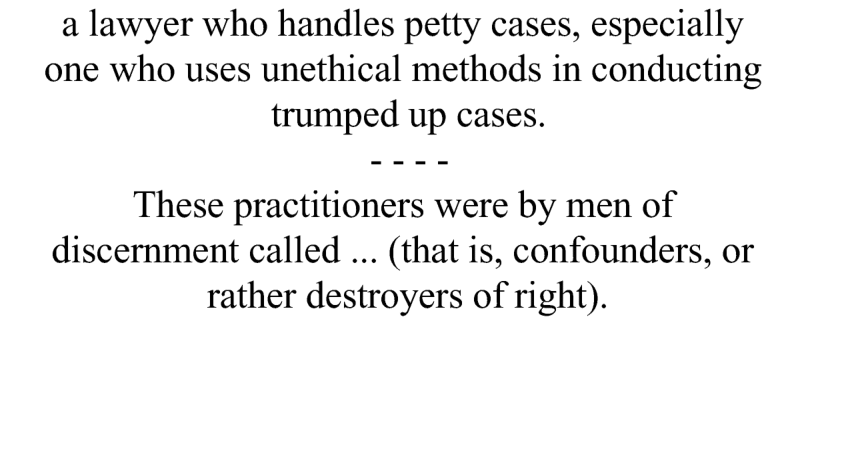 a lawyer who handles petty cases, especially
one who uses unethical methods in conducting
trumped up cases.
- - - -
These practitioners were by men of
discernment called ... (that is, confounders, or
rather destroyers of right).